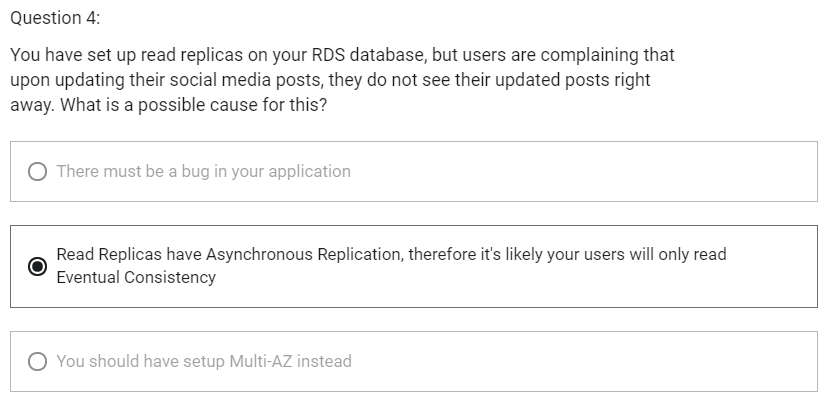 Question 4:
You have set up read replicas on your RDS database, but users are complaining that
upon updating their social media posts, they do not see their updated posts right
away. What is a possible cause for this?
There must be a bug in your application
Read Replicas have Asynchronous Replication, therefore it's likely your users will only read
Eventual Consistency
You should have setup Multi-AZ instead